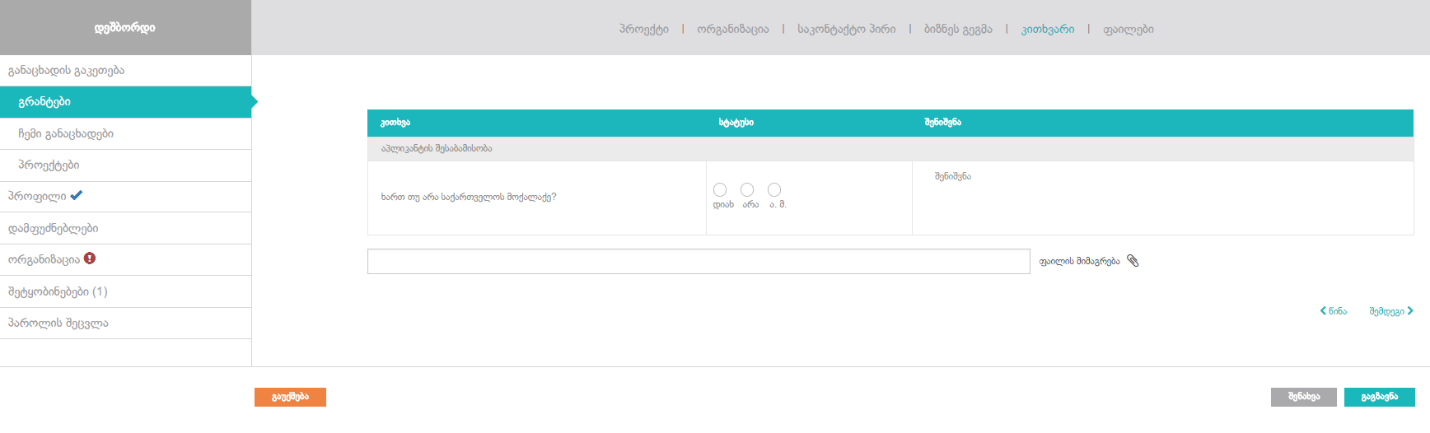 დეშბორდი
პროექტი | ორგანიზაცია | საკონტაქტო პირი | ბიზნეს გეგმა | კითხვარი | ფაილები
განაცხადის გაკეთება
გრანტები
ჩემი განაცხადები
პროექტები
პროფილი
დამფუძნებლები
ორგანიზაცია
შეტყობინებები (1)
პაროლის შეცვლა
კითხვა სტატუსი შენიშვნა
აპლიკანტის შესაბამისობა
ხართ თუ არა საქართველოს მოქალაქე?
დიახ არა ა. მ.
შენიშვნა
ფაილის მიმაგრება
წინა შემდეგი
გაუქმება შენახვა გაგზავნა